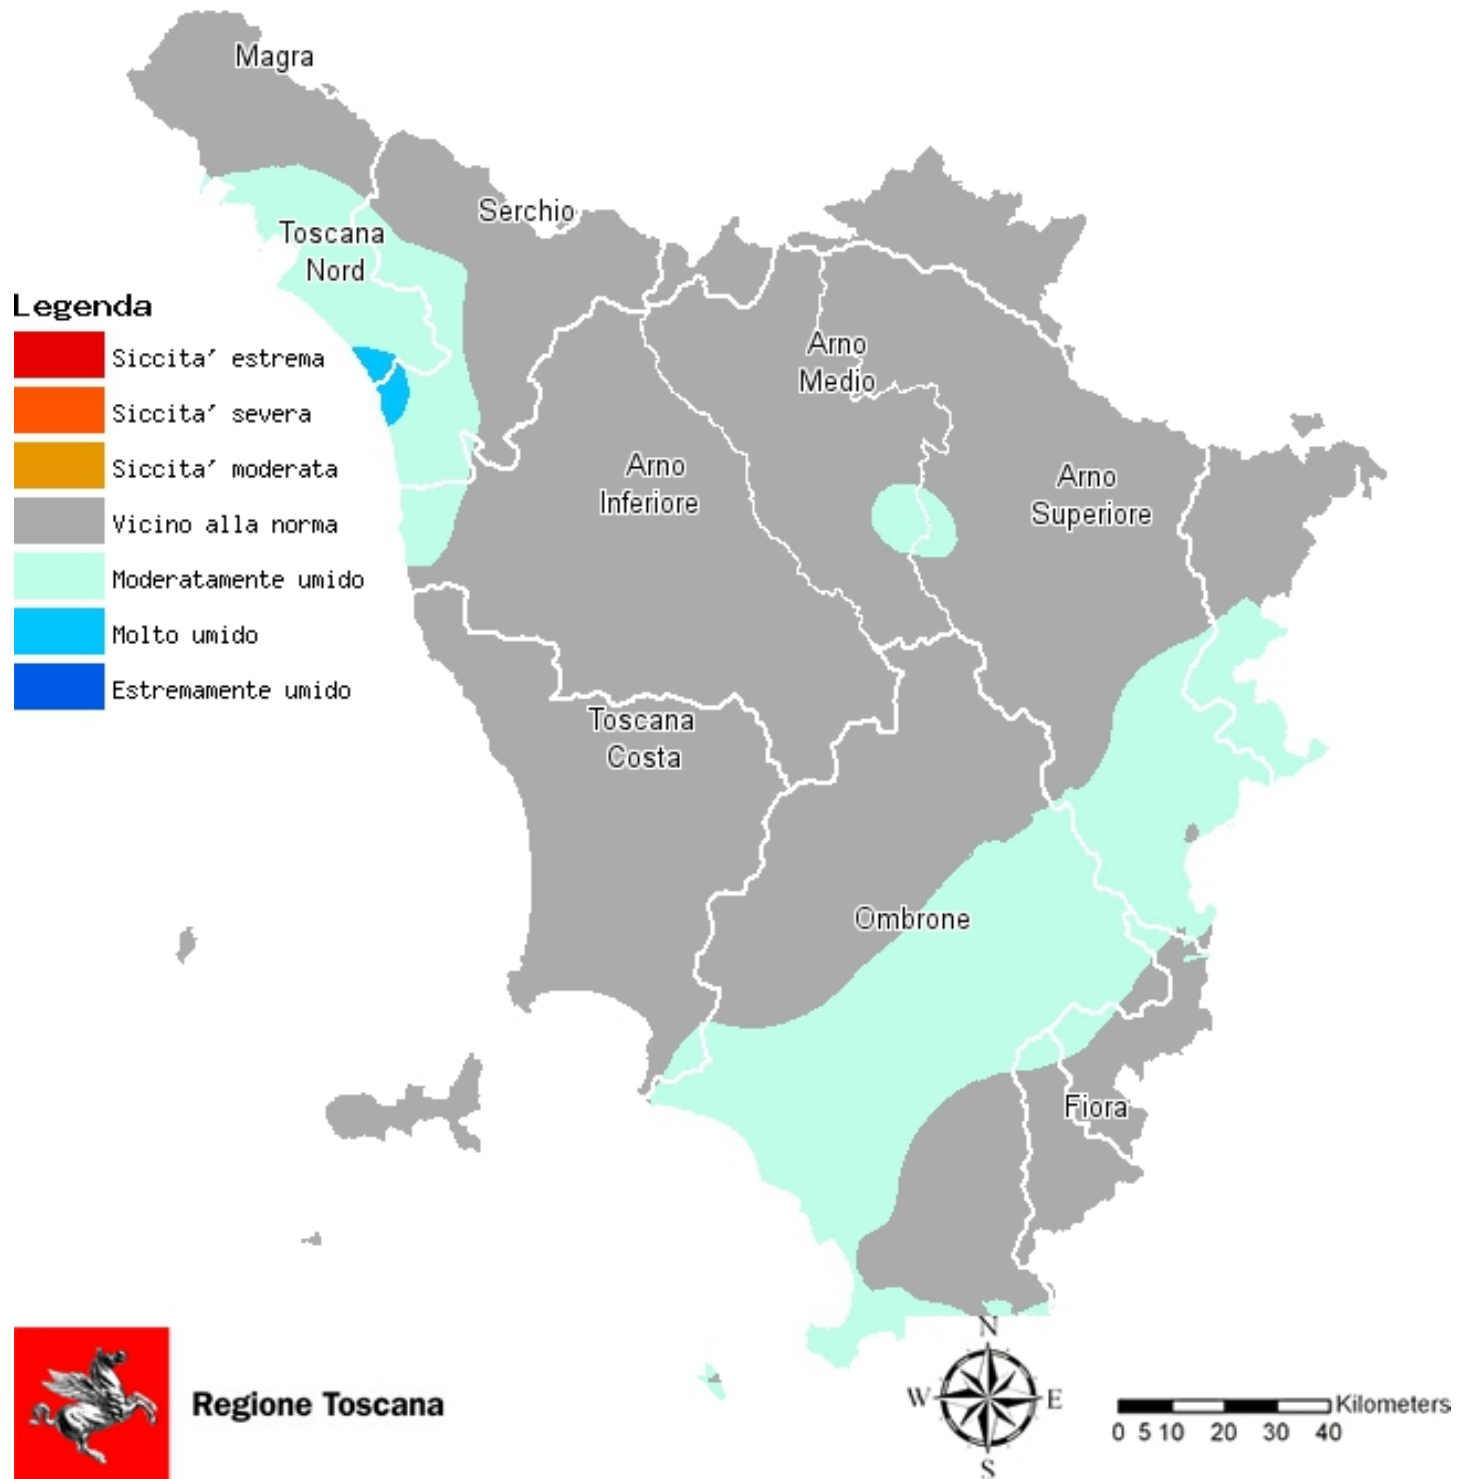 Magra
Serchio
Toscana
Nord
Legenda
Siccita' estrema
Siccita' severa
Siccita' moderata
Vicino alla norma
Moderatamente umido
Molto umido
Estremamente umido
Arno
Medio
Arno
Inferiore
Arno
Superiore
Toscana
Costa
Ombrone
Fiora
Regione Toscana
N
W E
S
Kilometers
0 5 10 20 30 40